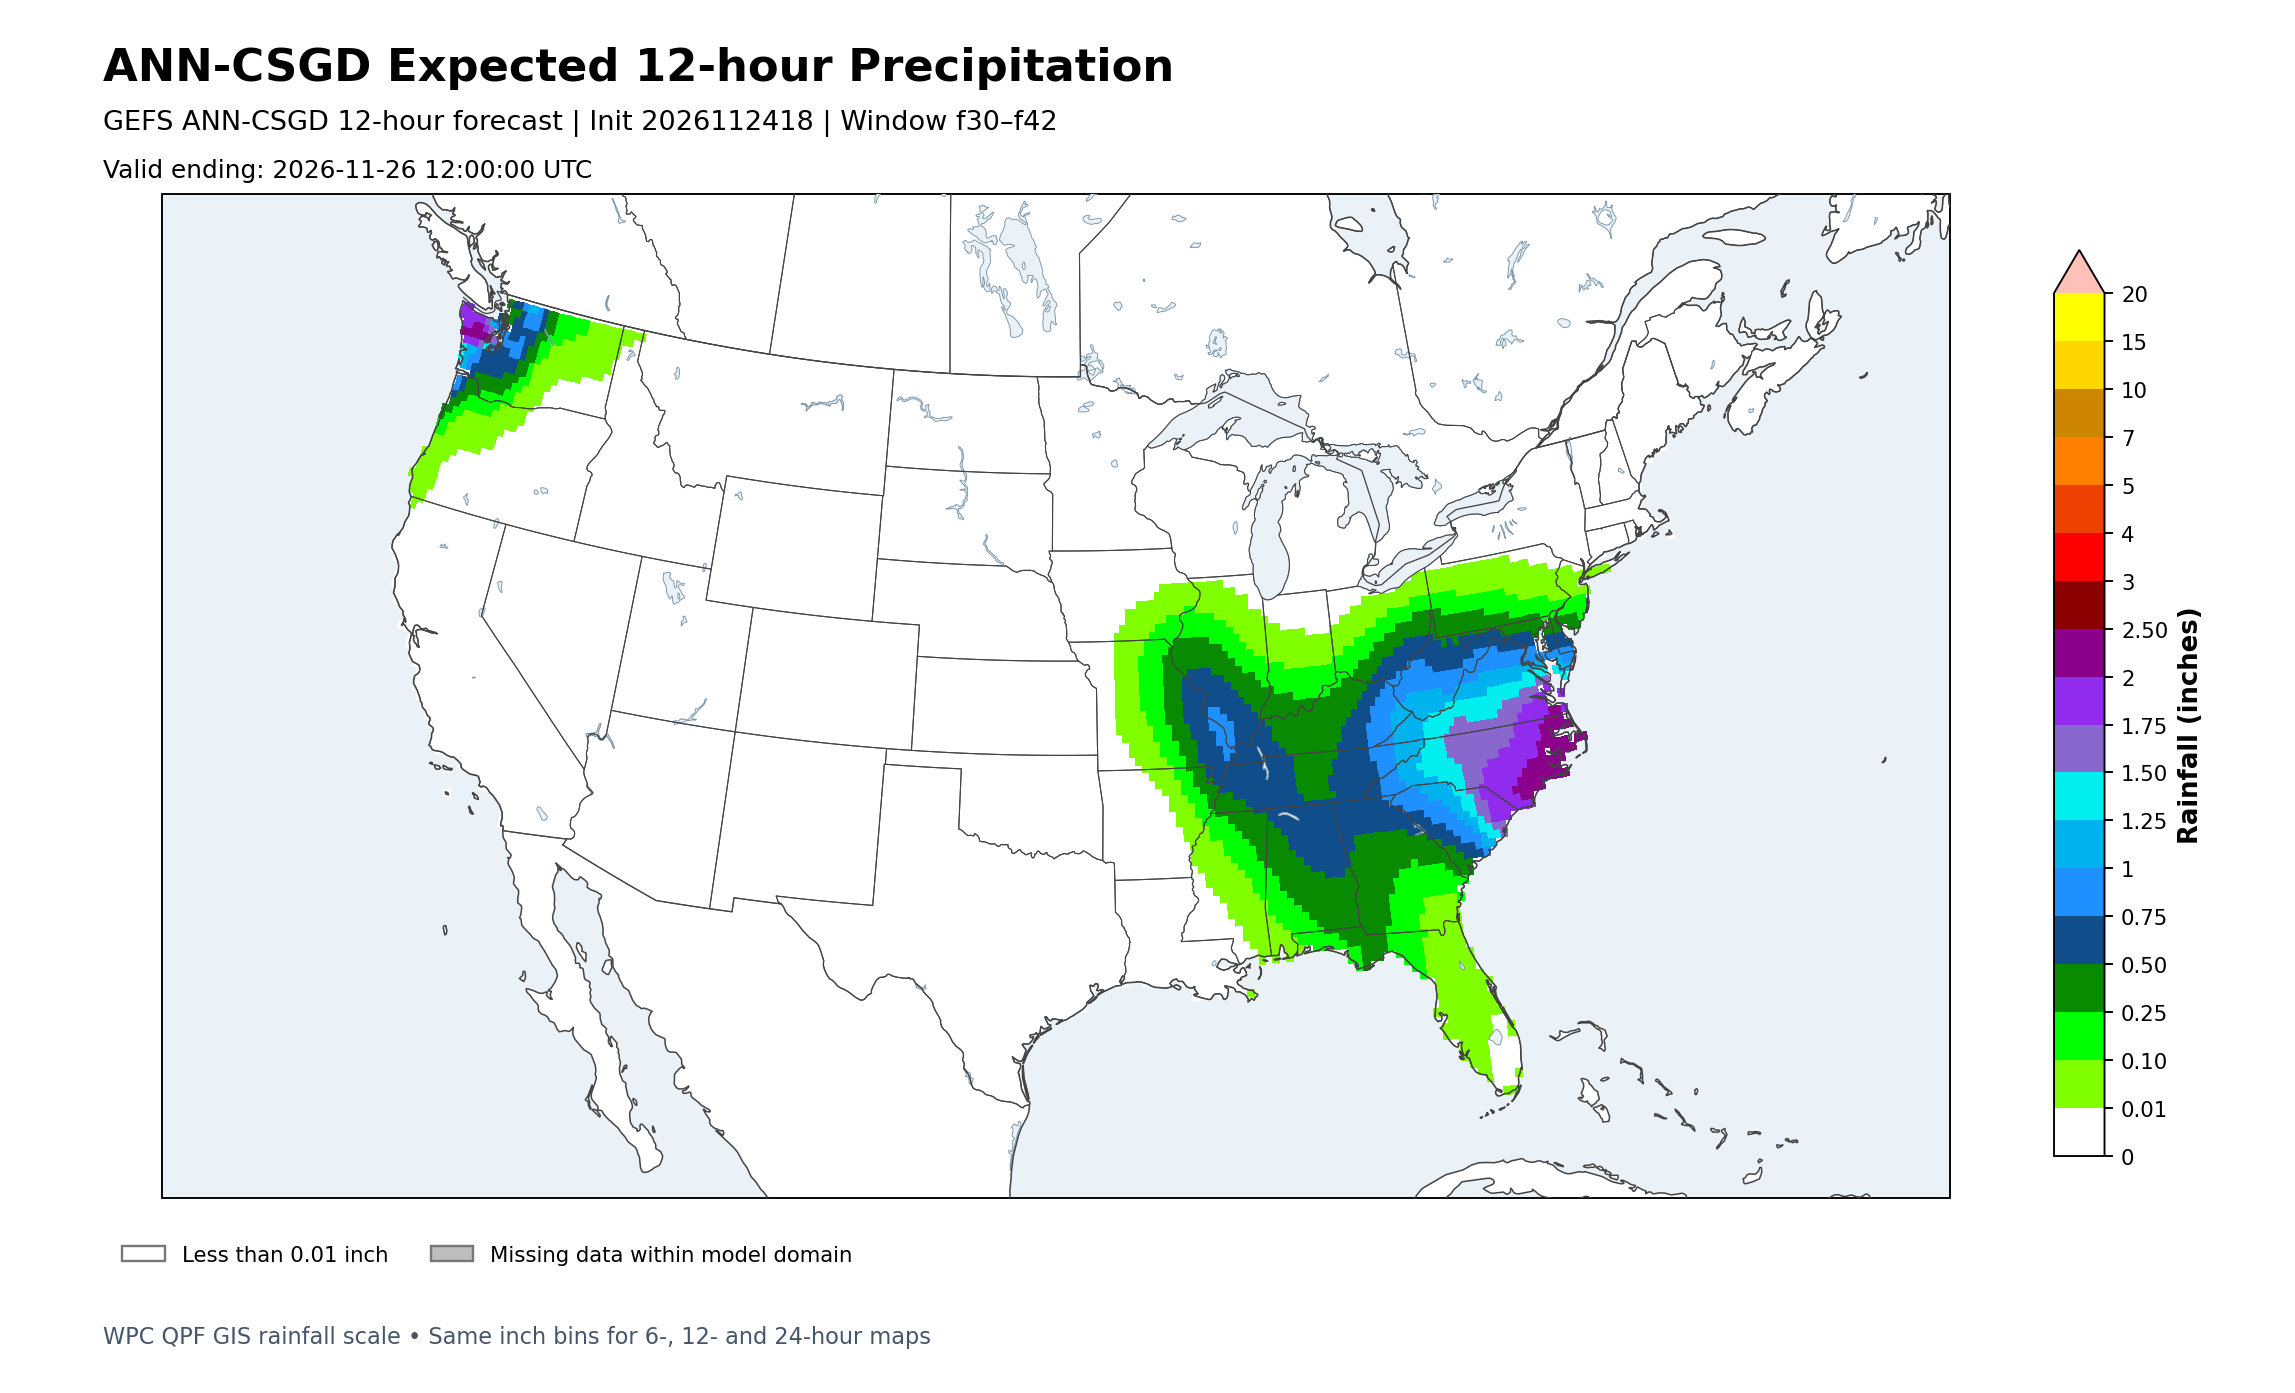 ANN-CSGD Expected 12-hour Precipitation
GEFS ANN-CSGD 12-hour forecast | Init 2026112418 | Window f30–f42
Valid ending: 2026-11-26 12:00:00 UTC
20
15
10
7
5
4
3
2.50
2
1.75
1.50
1.25
1
0.75
0.50
0.25
0.10
0.01
0
Rainfall (inches)
Less than 0.01 inch
Missing data within model domain
WPC QPF GIS rainfall scale • Same inch bins for 6-, 12- and 24-hour maps